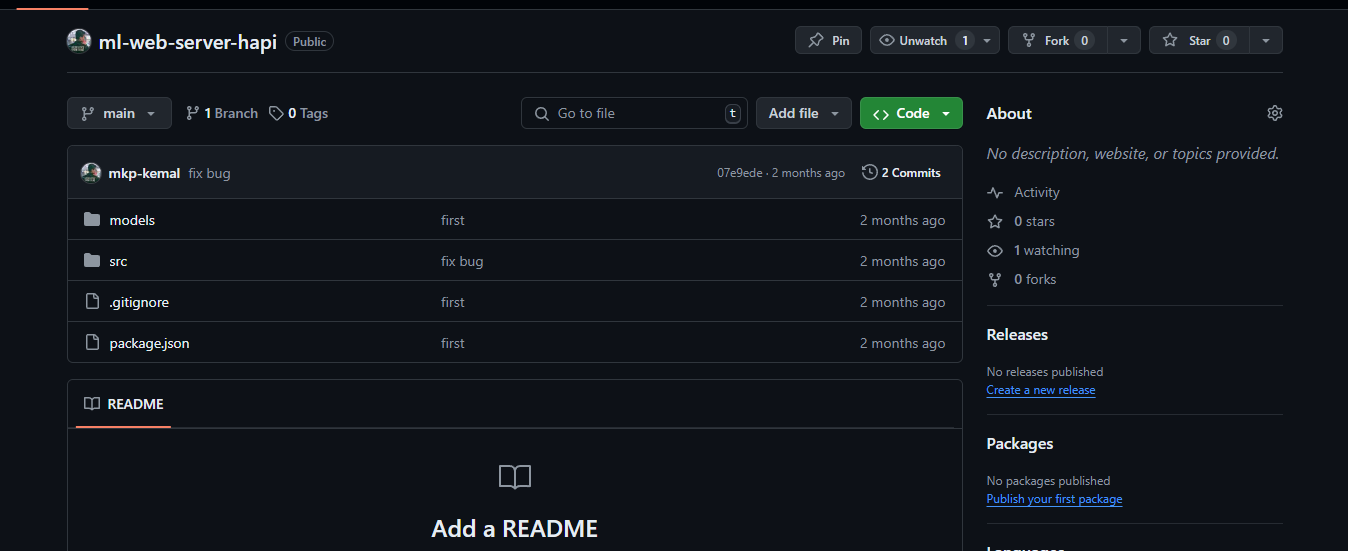 ml-web-server-hapi Public
Pin
Unwatch 1
Fork 0
Star 0
main
1 Branch
0 Tags
Go to file t
Add file
Code
mkp-kemal fix bug 07e9ede · 2 months ago 2 Commits
models first 2 months ago
src fix bug 2 months ago
.gitignore first 2 months ago
package.json first 2 months ago
README
Add a README
About
No description, website, or topics provided.
Activity
0 stars
1 watching
0 forks
Releases
No releases published
Create a new release
Packages
No packages published
Publish your first package
Languages